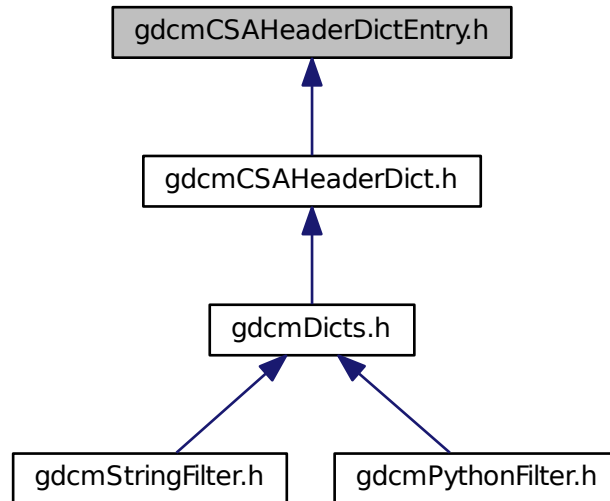 gdcmCSAHeaderDictEntry.h
gdcmCSAHeaderDict.h
gdcmDicts.h
gdcmStringFilter.h
gdcmPythonFilter.h